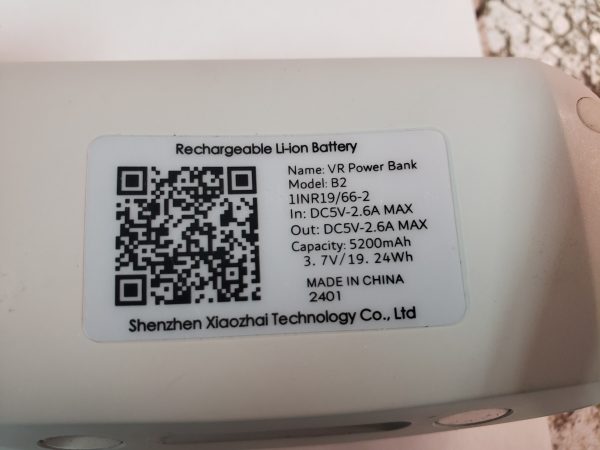 Rechargeable Li-ion Battery
Name: VR Power Bank
Model: B2
1INR19/66-2
In: DC5V-2.6A MAX
Out: DC5V-2.6A MAX
Capacity: 5200mAh
3.7V/19.24Wh
MADE IN CHINA
2401
Shenzhen Xiaozhai Technology Co., Ltd